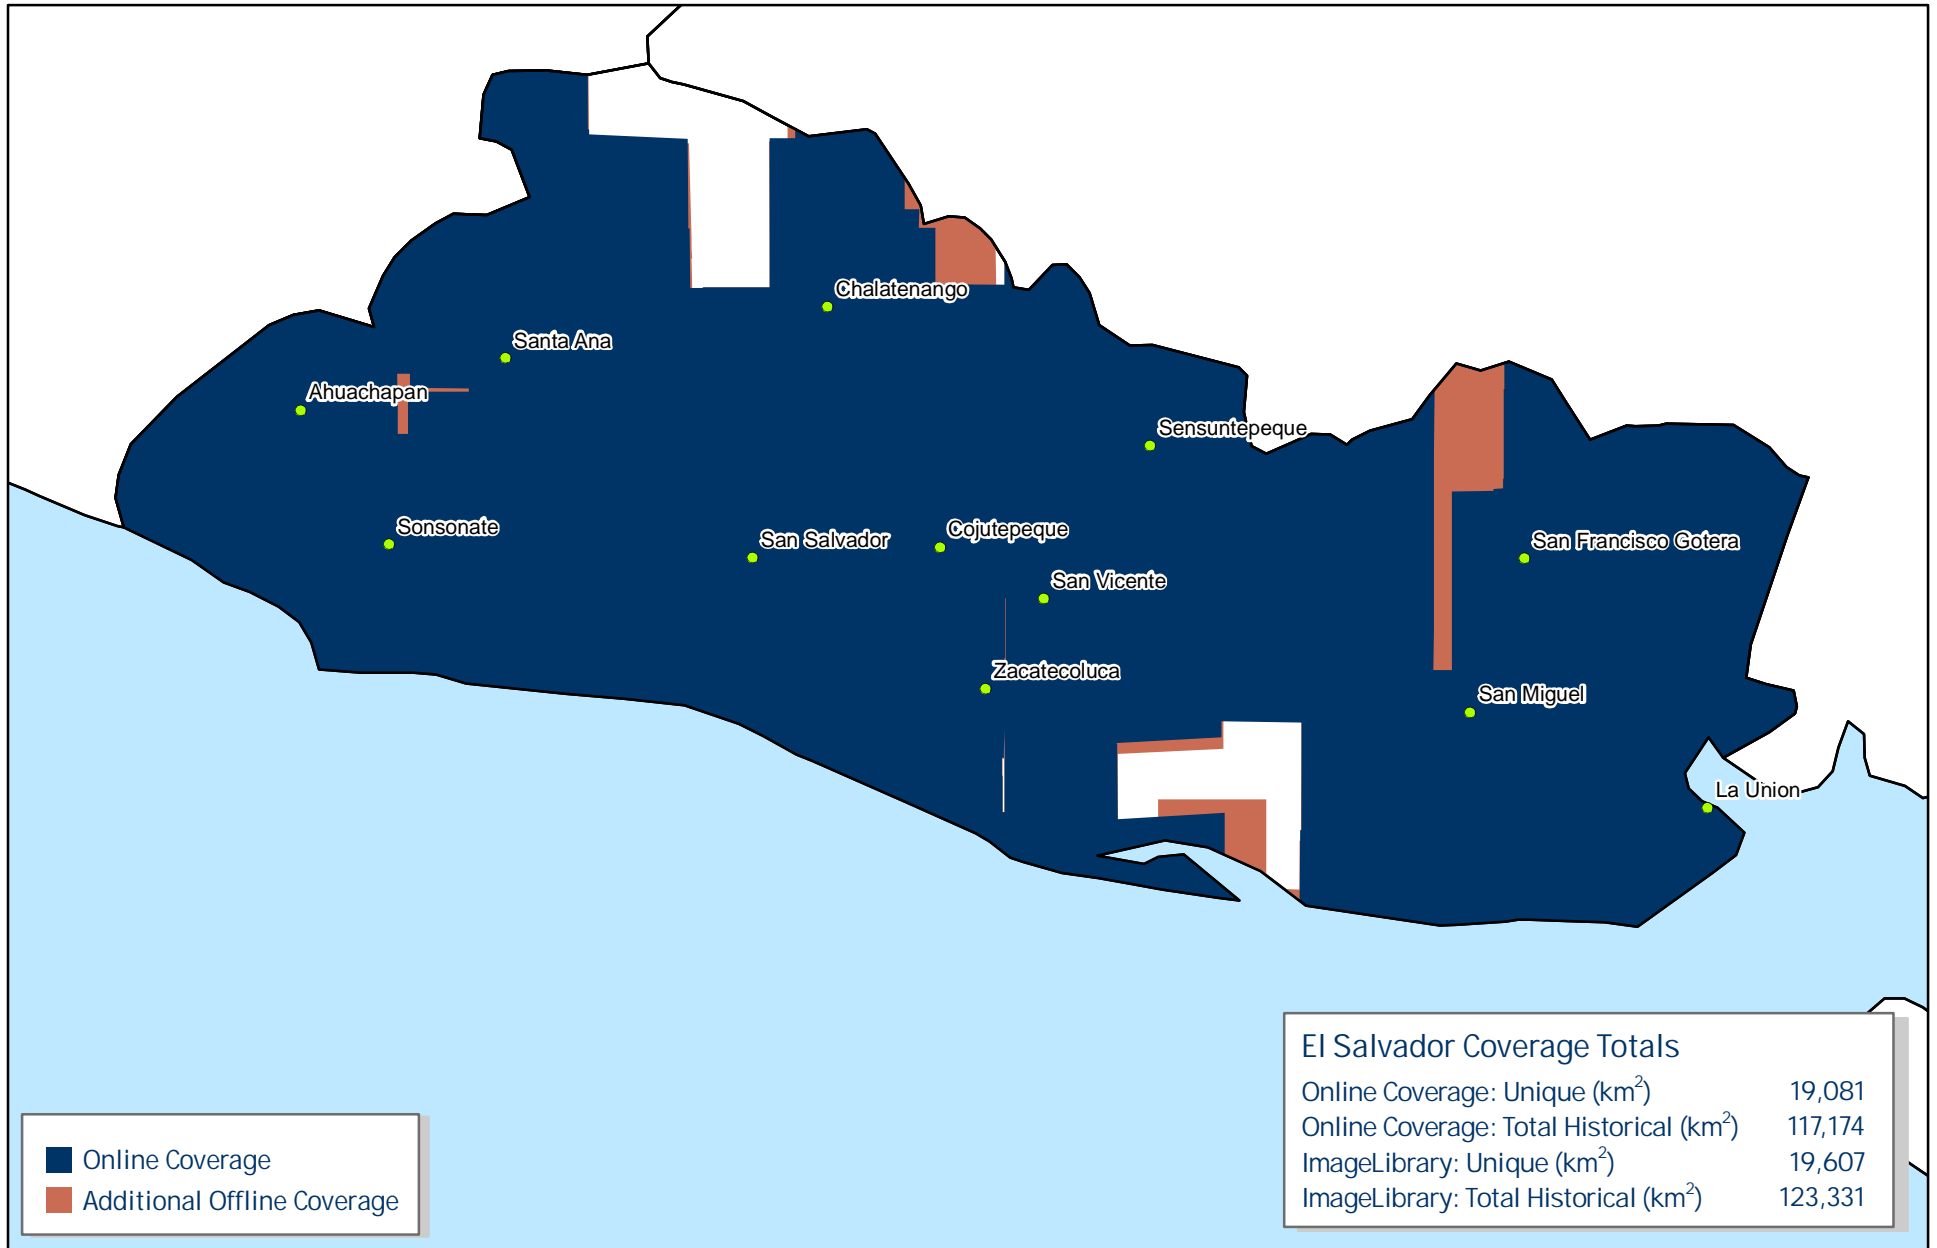 Chalatenango
Santa Ana
Ahuachapan
Sensuntepeque
Sonsonate
San Salvador
Cojutepeque
San Francisco Gotera
San Vicente
Zacatecoluca
San Miguel
La Union
El Salvador Coverage Totals
Online Coverage: Unique (km²) 19,081
Online Coverage: Total Historical (km²) 117,174
ImageLibrary: Unique (km²) 19,607
ImageLibrary: Total Historical (km²) 123,331
Online Coverage
Additional Offline Coverage